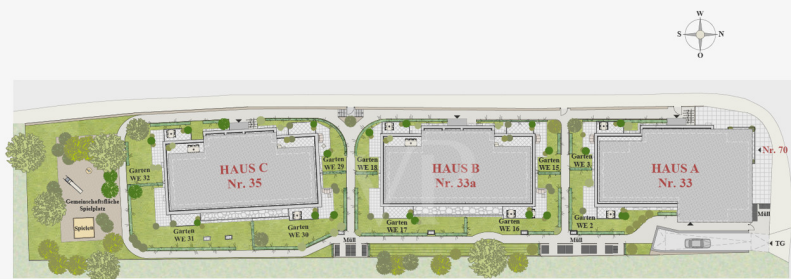 W
S
N
O
HAUS C
Nr. 35
HAUS B
Nr. 33a
HAUS A
Nr. 33
Nr. 70
Garten
WE 32
Garten
WE 29
Garten
WE 18
Garten
WE 15
Garten
WE 3
Gemeinschaftsfläche
Spielplatz
Spielen
Garten
WE 31
Garten
WE 30
Garten
WE 17
Garten
WE 16
Garten
WE 2
Müll
Müll
Müll
TG